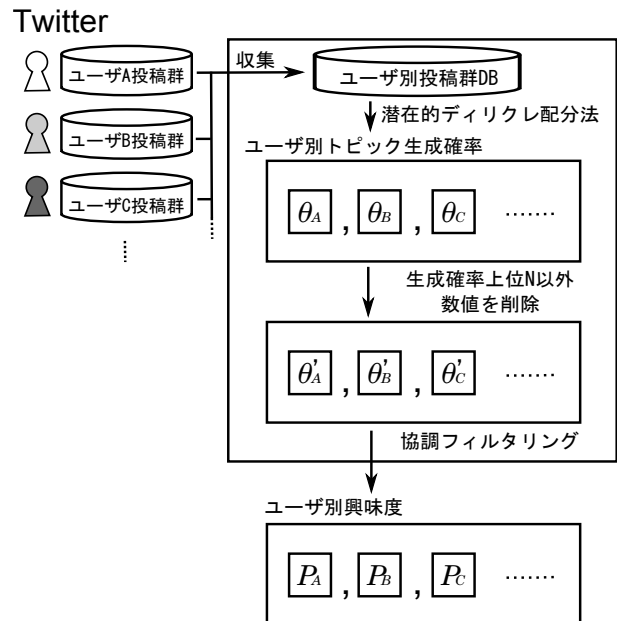 Twitter
ユーザA投稿群
収集
ユーザ別投稿群DB
ユーザB投稿群
潜在的ディリクレ配分法
ユーザ別トピック生成確率
ユーザC投稿群
θA , θB , θC ·······
生成確率上位N以外
数値を削除
θ'A , θ'B , θ'C ·······
協調フィルタリング
ユーザ別興味度
PA , PB , PC ·······